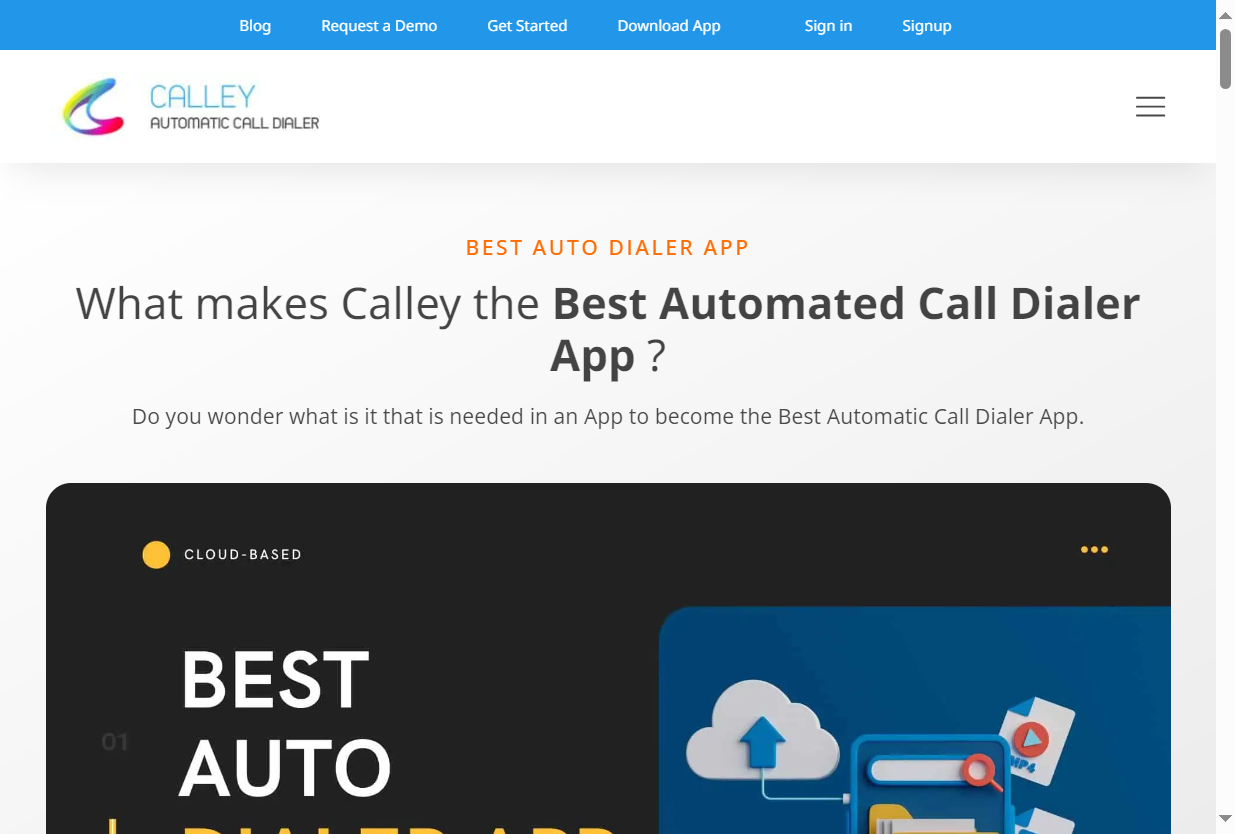 Blog Request a Demo Get Started Download App Sign in Signup
CALLEY
AUTOMATIC CALL DIALER
BEST AUTO DIALER APP
What makes Calley the Best Automated Call Dialer
App ?
Do you wonder what is it that is needed in an App to become the Best Automatic Call Dialer App.
CLOUD-BASED
BEST
01
AUTO
MP4
DIALER APP